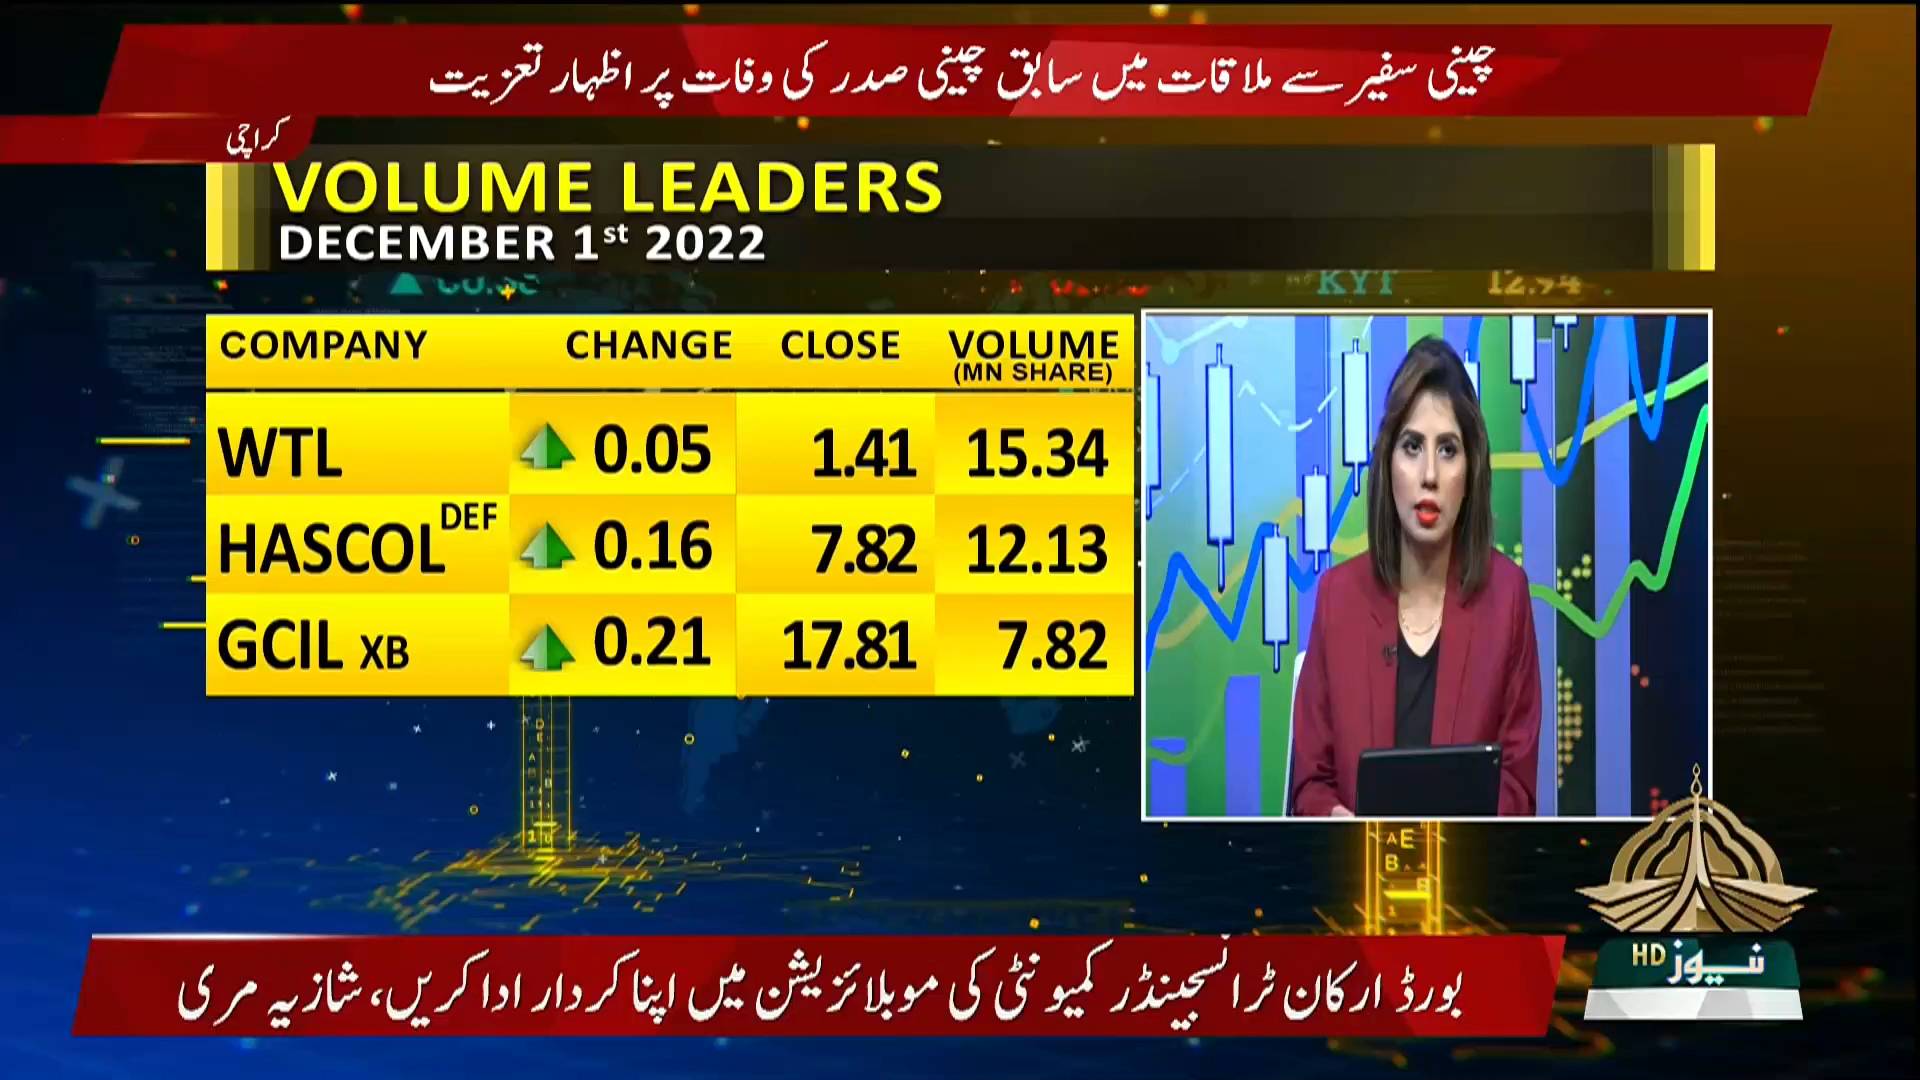 چینی سفیر سے ملاقات میں سابق چینی صدر کی وفات پر اظہار تعزیت
کراچی
VOLUME LEADERS
DECEMBER 1st 2022
KYT 12.94
COMPANY CHANGE CLOSE VOLUME (MN SHARE)
WTL 0.05 1.41 15.34
HASCOL DEF 0.16 7.82 12.13
GCIL XB 0.21 17.81 7.82
نیوز HD
بورڈ ارکان ٹرانسجینڈر کمیونٹی کی موبلائزیشن میں اپنا کردار ادا کریں، شازیہ مری